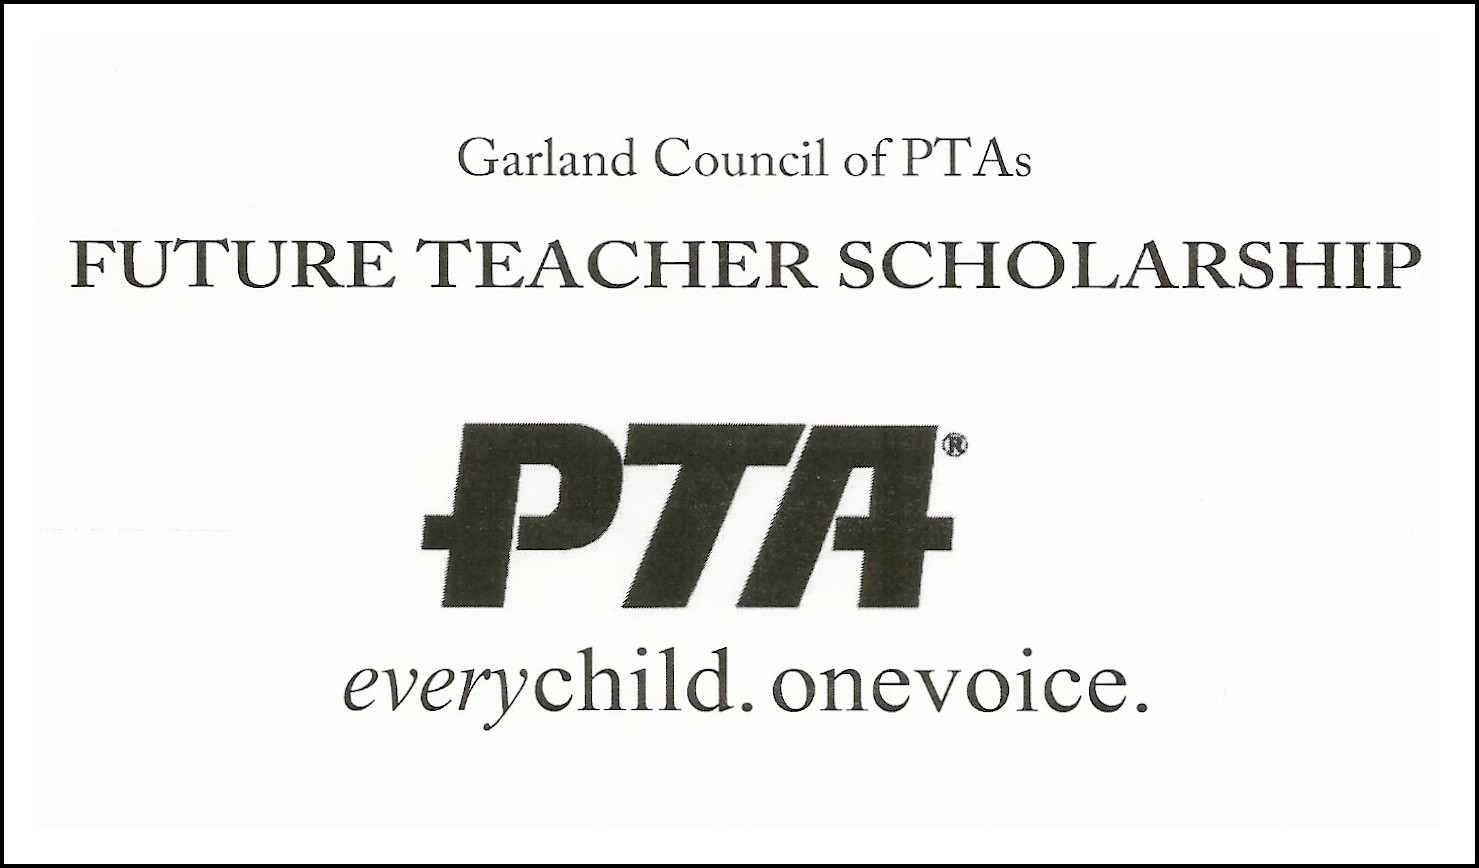 Garland Council of PTAs
FUTURE TEACHER SCHOLARSHIP
PTA®
everychild. onevoice.